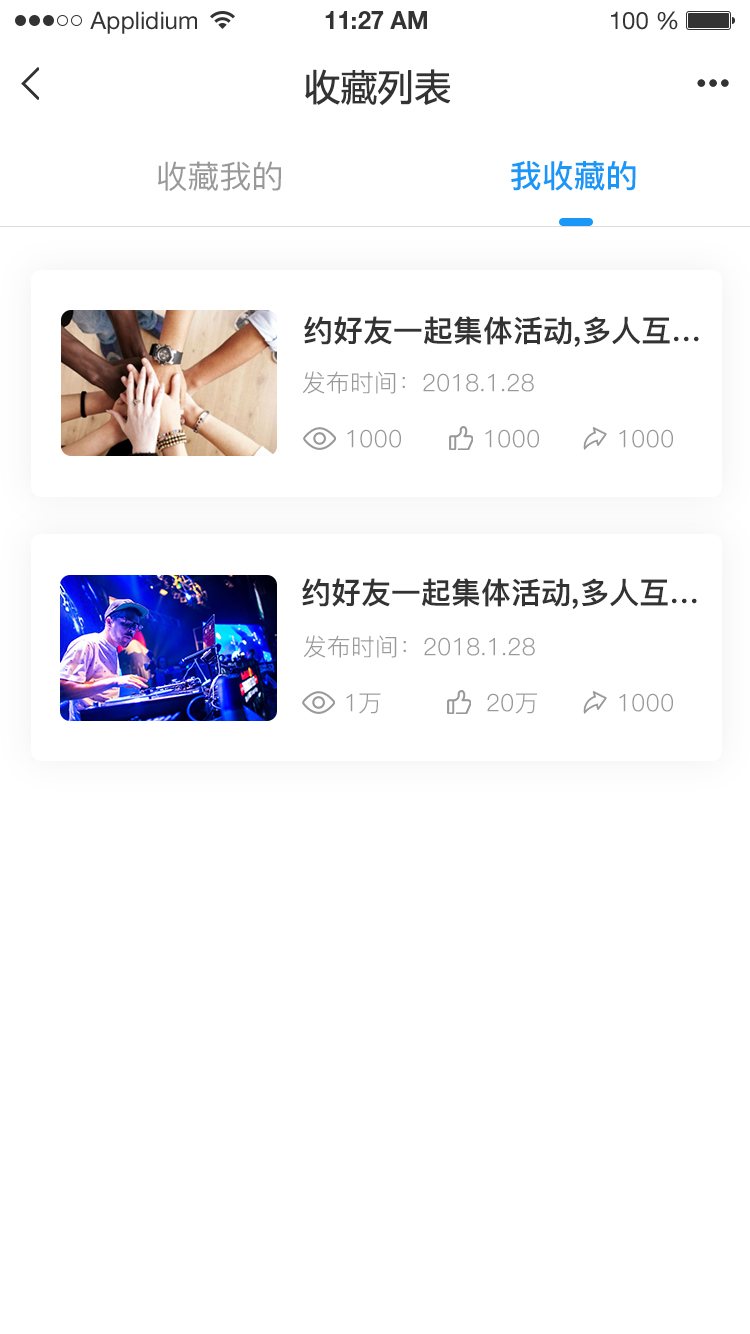 Applidium 11:27 AM 100 %
收藏列表
收藏我的 我收藏的
约好友一起集体活动,多人互...
发布时间：2018.1.28
1000 1000 1000
约好友一起集体活动,多人互...
发布时间：2018.1.28
1万 20万 1000